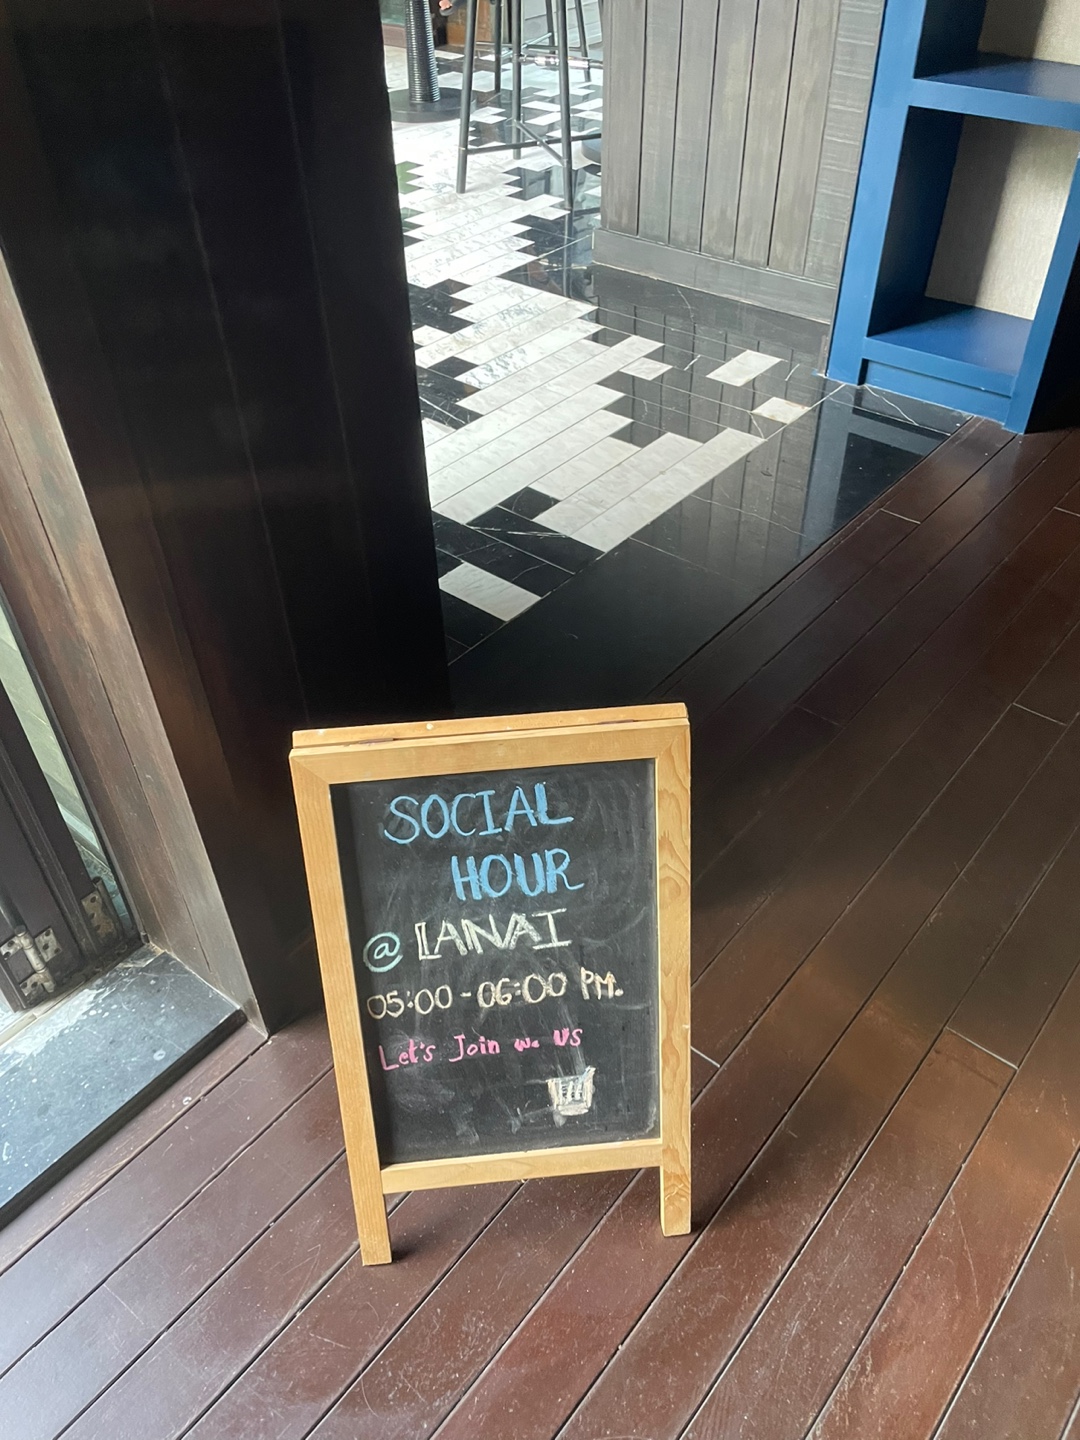 SOCIAL
HOUR
@ LANAI
05:00 - 06:00 PM.
Let's Join w. Us